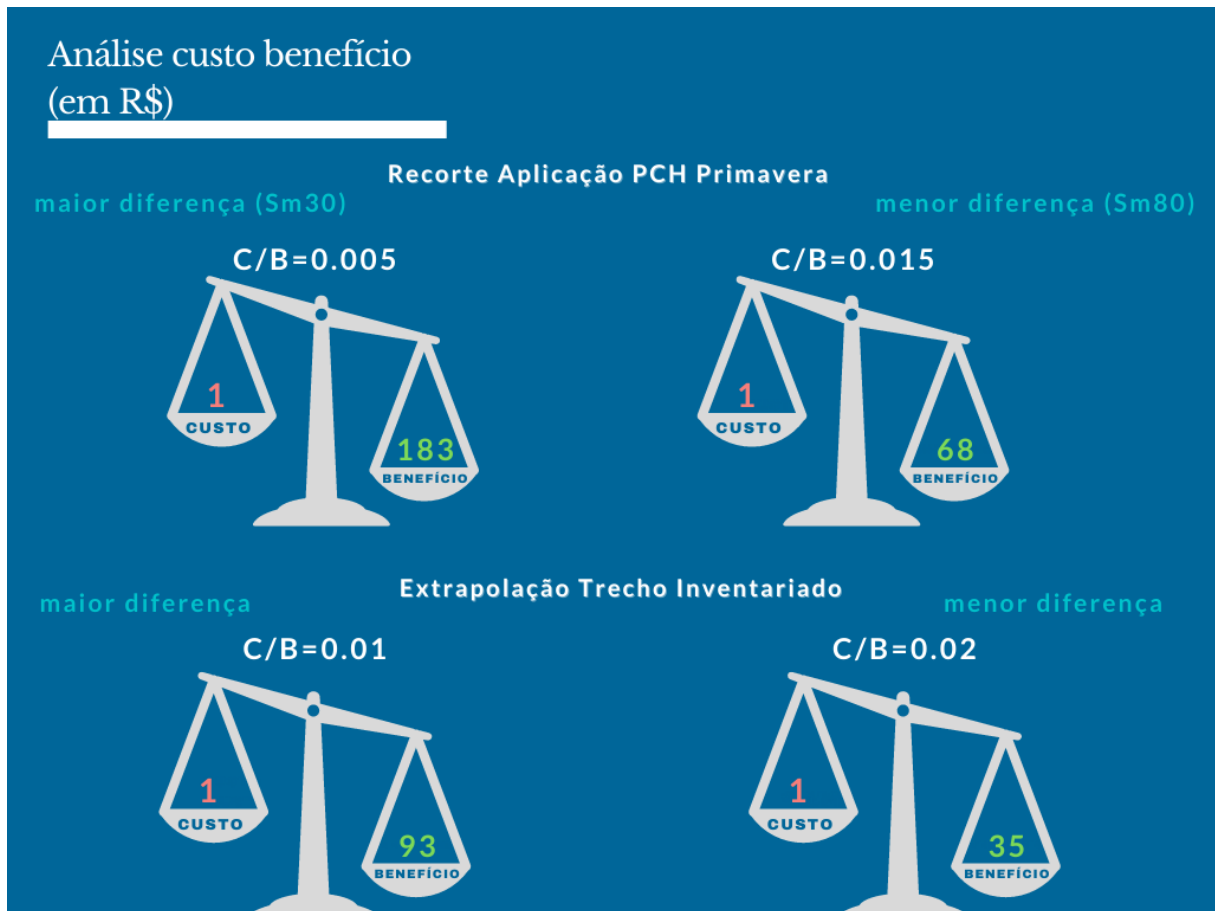 Análise custo benefício
(em R$)
Recorte Aplicação PCH Primavera
maior diferença (Sm30)
menor diferença (Sm80)
C/B=0.005
C/B=0.015
1
CUSTO
183
BENEFÍCIO
1
CUSTO
68
BENEFÍCIO
Extrapolação Trecho Inventariado
maior diferença
menor diferença
C/B=0.01
C/B=0.02
1
CUSTO
93
BENEFÍCIO
1
CUSTO
35
BENEFÍCIO